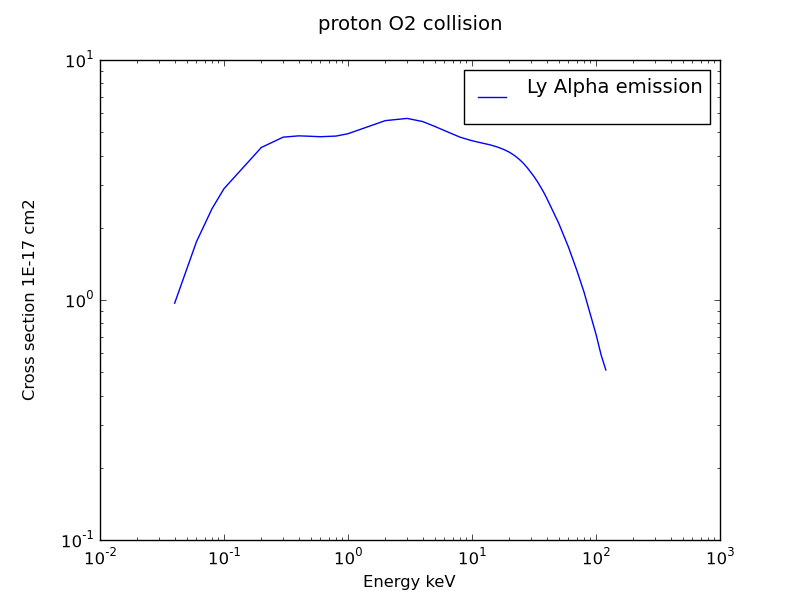 proton O2 collision
Ly Alpha emission
Cross section 1E-17 cm2
10^1
10^0
10^-1
10^-2
10^-1
10^0
10^1
10^2
10^3
Energy keV